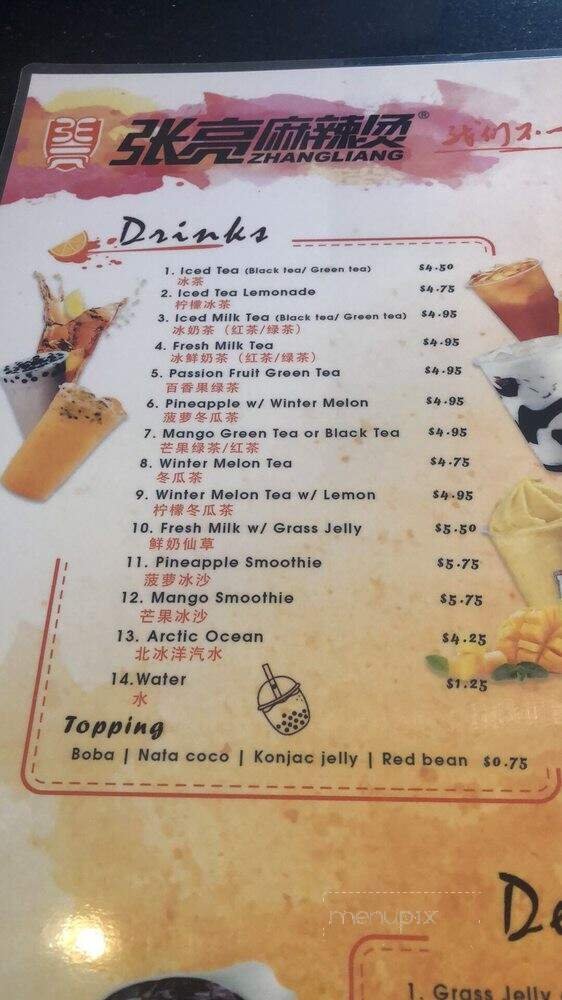 张亮麻辣烫®
ZHANGLIANG
我们不一
张亮
Drinks
1. Iced Tea (Black tea/ Green tea) $4.50
冰茶
2. Iced Tea Lemonade $4.75
柠檬冰茶
3. Iced Milk Tea (Black tea/ Green tea) $4.95
冰奶茶（红茶/绿茶）
4. Fresh Milk Tea $4.95
冰鲜奶茶（红茶/绿茶）
5. Passion Fruit Green Tea $4.95
百香果绿茶
6. Pineapple w/ Winter Melon $4.95
菠萝冬瓜茶
7. Mango Green Tea or Black Tea $4.95
芒果绿茶/红茶
8. Winter Melon Tea $4.75
冬瓜茶
9. Winter Melon Tea w/ Lemon $4.95
柠檬冬瓜茶
10. Fresh Milk w/ Grass Jelly $5.50
鲜奶仙草
11. Pineapple Smoothie $5.75
菠萝冰沙
12. Mango Smoothie $5.75
芒果冰沙
13. Arctic Ocean $4.25
北冰洋汽水
14.Water $1.25
水
Topping
Boba | Nata coco | Konjac jelly | Red bean $0.75
menupix
De
1. Grass Jelly